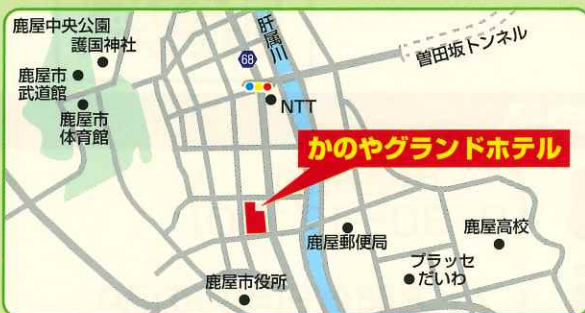 鹿屋中央公園
護国神社
鹿屋市
武道館
鹿屋市
体育館
68
肝属川
曽田坂トンネル
NTT
かのやグランドホテル
鹿屋郵便局
鹿屋高校
プラッセ
だいわ
鹿屋市役所